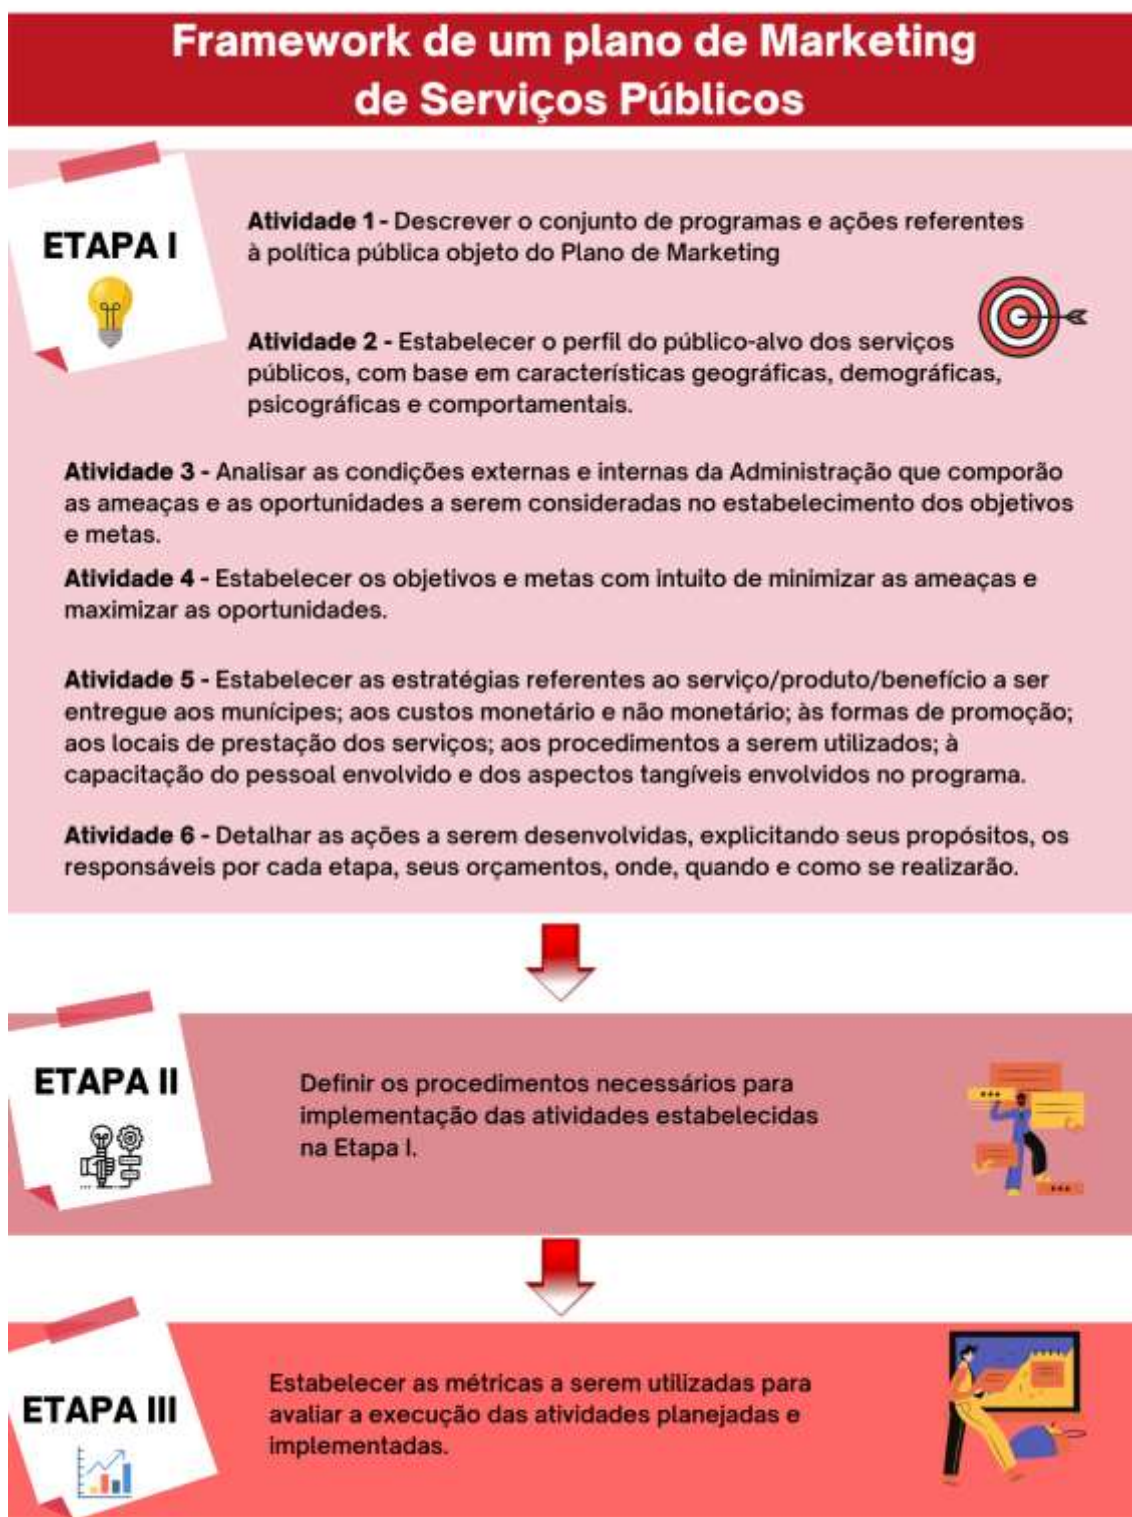 Framework de um plano de Marketing
de Serviços Públicos
ETAPA I
Atividade 1 - Descrever o conjunto de programas e ações referentes
à política pública objeto do Plano de Marketing
Atividade 2 - Estabelecer o perfil do público-alvo dos serviços
públicos, com base em características geográficas, demográficas,
psicográficas e comportamentais.
Atividade 3 - Analisar as condições externas e internas da Administração que comporão
as ameaças e as oportunidades a serem consideradas no estabelecimento dos objetivos
e metas.
Atividade 4 - Estabelecer os objetivos e metas com intuito de minimizar as ameaças e
maximizar as oportunidades.
Atividade 5 - Estabelecer as estratégias referentes ao serviço/produto/benefício a ser
entregue aos munícipes; aos custos monetário e não monetário; às formas de promoção;
aos locais de prestação dos serviços; aos procedimentos a serem utilizados; à
capacitação do pessoal envolvido e dos aspectos tangíveis envolvidos no programa.
Atividade 6 - Detalhar as ações a serem desenvolvidas, explicitando seus propósitos, os
responsáveis por cada etapa, seus orçamentos, onde, quando e como se realizarão.
ETAPA II
Definir os procedimentos necessários para
implementação das atividades estabelecidas
na Etapa I.
ETAPA III
Estabelecer as métricas a serem utilizadas para
avaliar a execução das atividades planejadas e
implementadas.